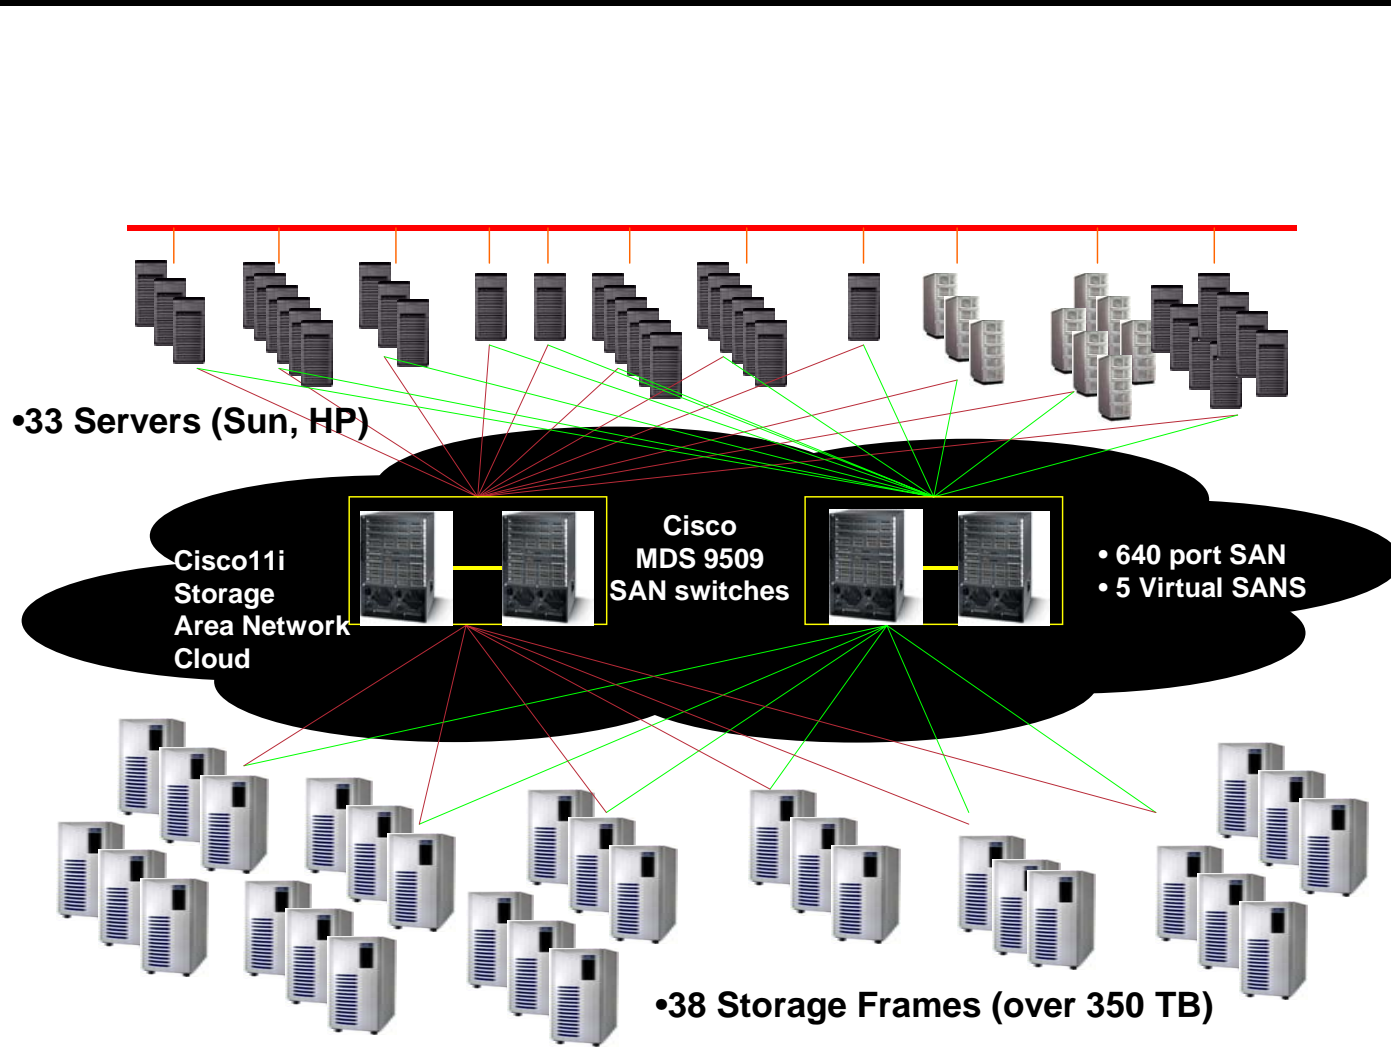 •33 Servers (Sun, HP)
Cisco11i
Storage
Area Network
Cloud
Cisco
MDS 9509
SAN switches
• 640 port SAN
• 5 Virtual SANS
•38 Storage Frames (over 350 TB)